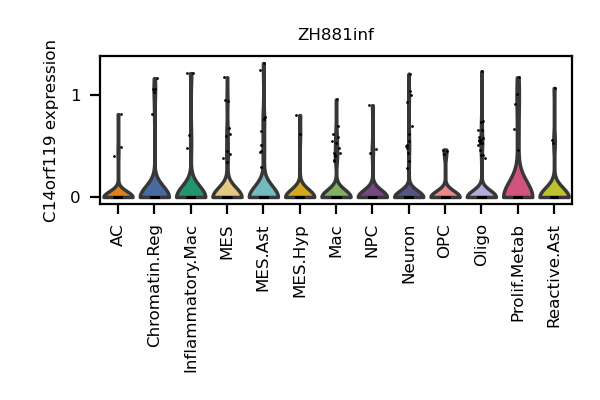 ZH881inf
C14orf119 expression
1
0
AC
Chromatin.Reg
Inflammatory.Mac
MES
MES.Ast
MES.Hyp
Mac
NPC
Neuron
OPC
Oligo
Prolif.Metab
Reactive.Ast